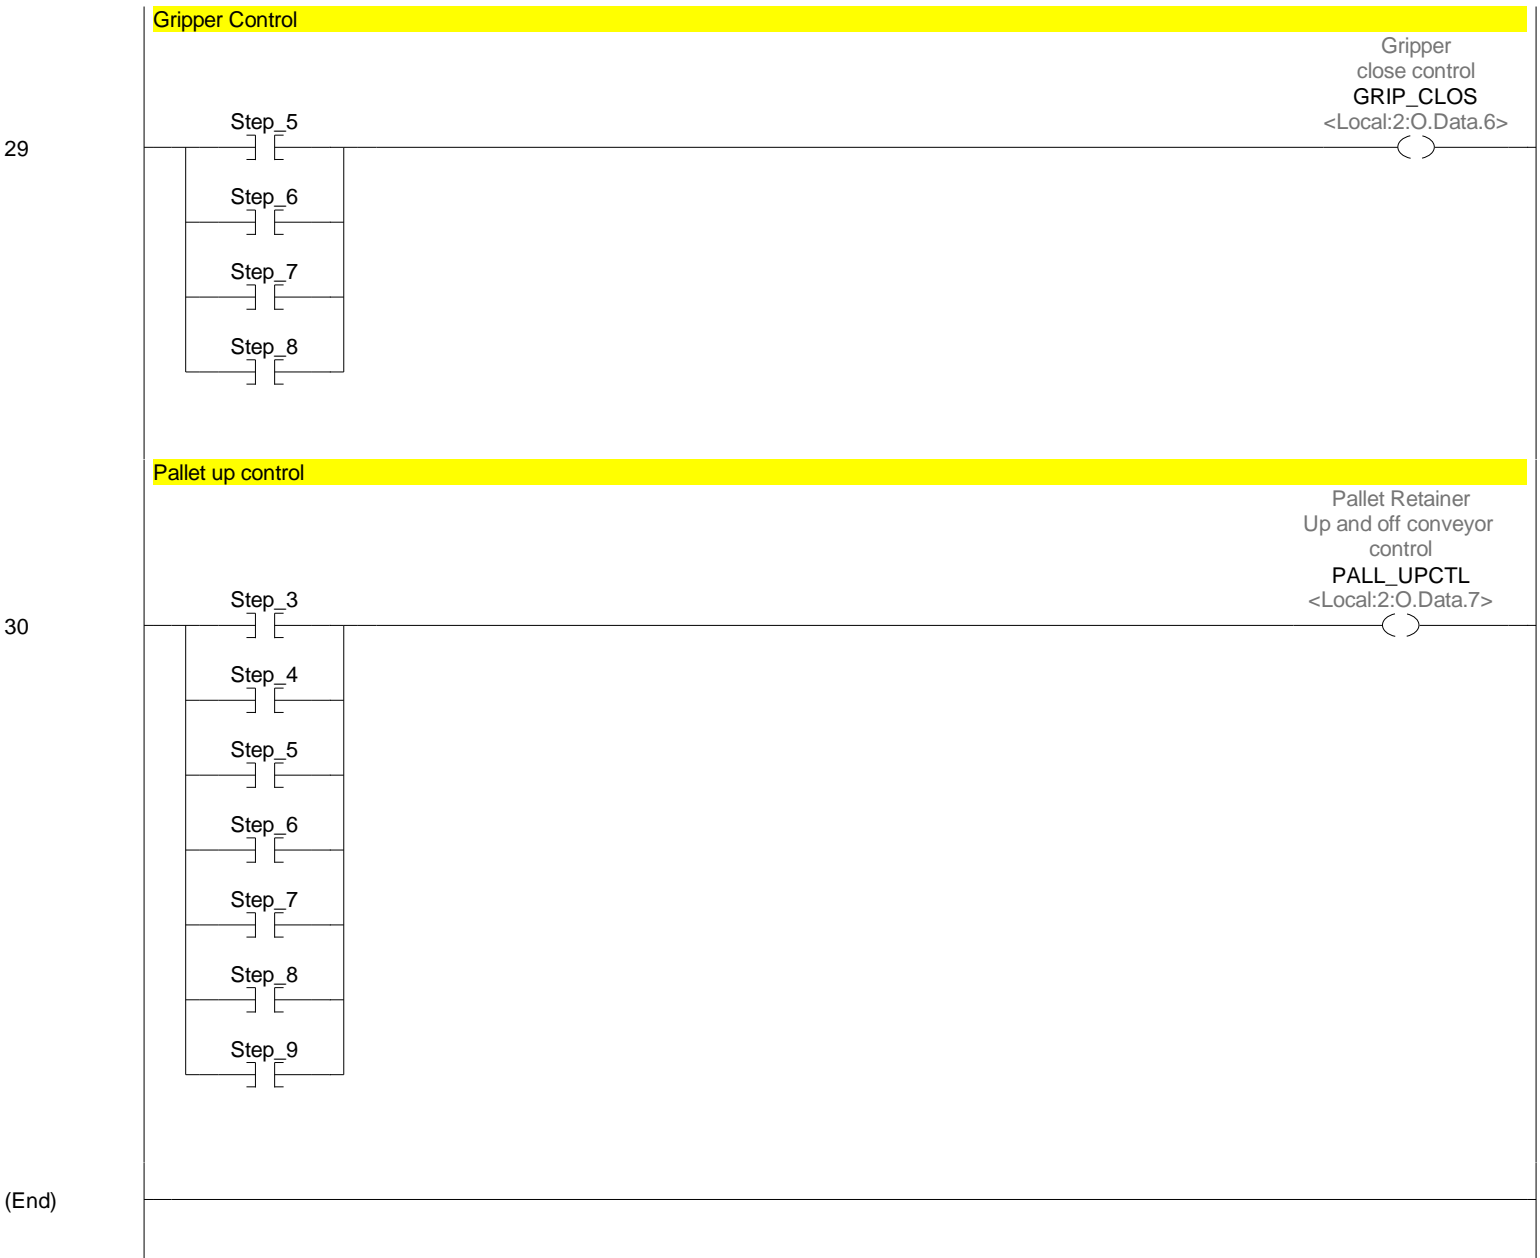 Gripper Control
Gripper
close control
GRIP_CLOS
<Local:2:O.Data.6>
29
Step_5
Step_6
Step_7
Step_8
Pallet up control
Pallet Retainer
Up and off conveyor
control
PALL_UPCTL
<Local:2:O.Data.7>
30
Step_3
Step_4
Step_5
Step_6
Step_7
Step_8
Step_9
(End)